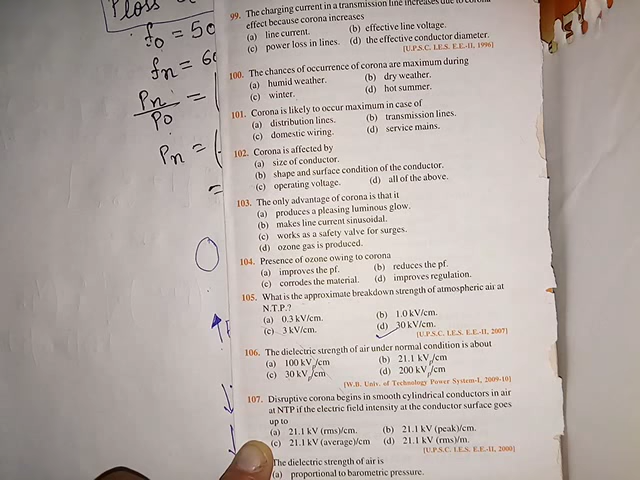 P loss
fo = 50
fn = 60
Pn/Po = (
Pn = (
=
99. The charging current in a transmission line increases due to corona
effect because corona increases
(a) line current. (b) effective line voltage.
(c) power loss in lines. (d) the effective conductor diameter.
[U.P.S.C. I.E.S. E.E.-II, 1996]
100. The chances of occurrence of corona are maximum during
(a) humid weather. (b) dry weather.
(c) winter. (d) hot summer.
101. Corona is likely to occur maximum in case of
(a) distribution lines. (b) transmission lines.
(c) domestic wiring. (d) service mains.
102. Corona is affected by
(a) size of conductor.
(b) shape and surface condition of the conductor.
(c) operating voltage. (d) all of the above.
103. The only advantage of corona is that it
(a) produces a pleasing luminous glow.
(b) makes line current sinusoidal.
(c) works as a safety valve for surges.
(d) ozone gas is produced.
104. Presence of ozone owing to corona
(a) improves the pf. (b) reduces the pf.
(c) corrodes the material. (d) improves regulation.
105. What is the approximate breakdown strength of atmospheric air at
N.T.P.?
(a) 0.3 kV/cm. (b) 1.0 kV/cm.
(c) 3 kV/cm. (d) 30 kV/cm.
[U.P.S.C. I.E.S. E.E.-II, 2007]
106. The dielectric strength of air under normal condition is about
(a) 100 kVp/cm (b) 21.1 kVp/cm
(c) 30 kVp/cm (d) 200 kVp/cm
[W.B. Univ. of Technology Power System-I, 2009-10]
107. Disruptive corona begins in smooth cylindrical conductors in air
at NTP if the electric field intensity at the conductor surface goes
up to
(a) 21.1 kV (rms)/cm. (b) 21.1 kV (peak)/cm.
(c) 21.1 kV (average)/cm (d) 21.1 kV (rms)/m.
[U.P.S.C. I.E.S. E.E.-II, 2000]
The dielectric strength of air is
(a) proportional to barometric pressure.